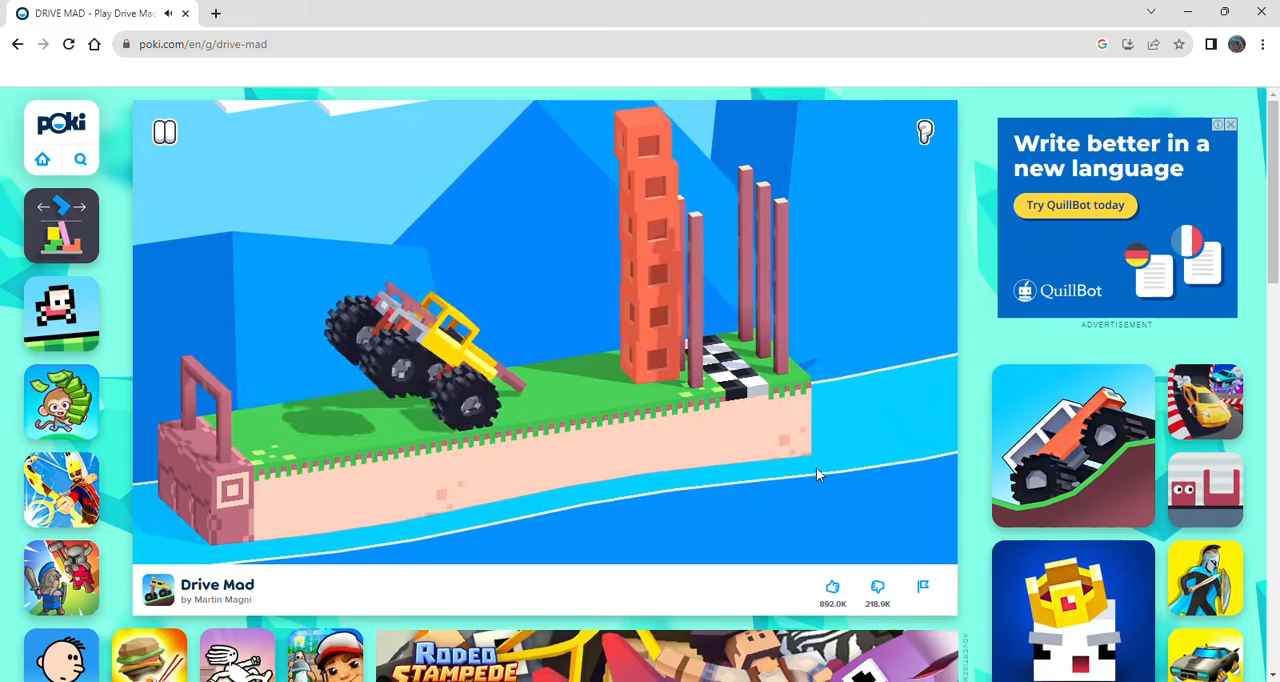 DRIVE MAD - Play Drive Mad
poki.com/en/g/drive-mad
poki
Write better in a
new language
Try QuillBot today
QuillBot
ADVERTISEMENT
Drive Mad
by Martin Magni
892.0K
218.9K
RODEO
STAMPEDE